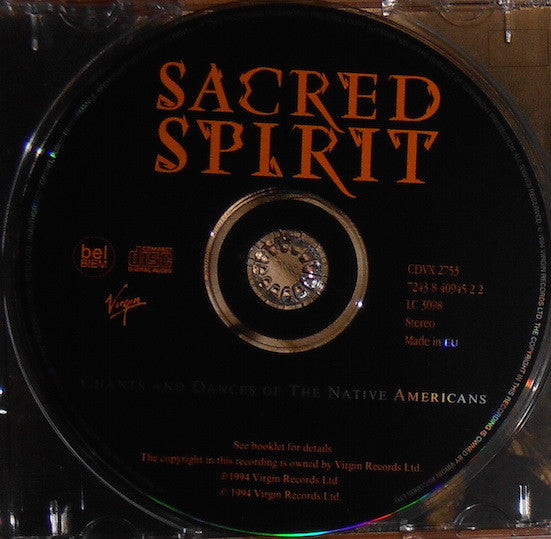 SACRED
SPIRIT
bel
BIEM
COMPACT
disc
DIGITAL AUDIO
Virgin
CDVX 2753
7243 8 40945 2 2
LC 3098
Stereo
Made in EU
CHANTS AND DANCES OF THE NATIVE AMERICANS
See booklet for details
The copyright in this recording is owned by Virgin Records Ltd.
©1994 Virgin Records Ltd.
℗ 1994 Virgin Records Ltd.